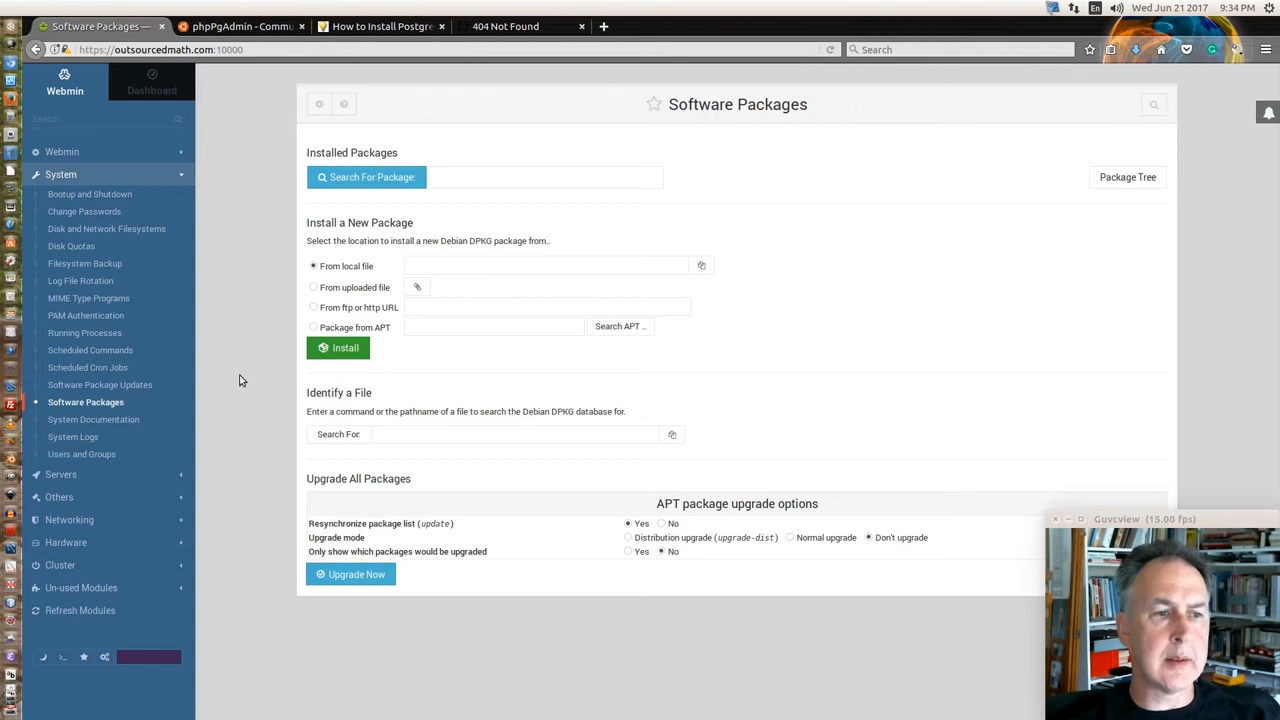 En
Wed Jun 21 2017
9:34 PM
Software Packages —
phpPgAdmin - Commu
How to Install Postgre
404 Not Found
https://outsourcedmath.com:10000
Search
Webmin
Dashboard
Search
Webmin
System
Bootup and Shutdown
Change Passwords
Disk and Network Filesystems
Disk Quotas
Filesystem Backup
Log File Rotation
MIME Type Programs
PAM Authentication
Running Processes
Scheduled Commands
Scheduled Cron Jobs
Software Package Updates
Software Packages
System Documentation
System Logs
Users and Groups
Servers
Others
Networking
Hardware
Cluster
Un-used Modules
Refresh Modules
Software Packages
Installed Packages
Search For Package:
Package Tree
Install a New Package
Select the location to install a new Debian DPKG package from..
From local file
From uploaded file
From ftp or http URL
Package from APT
Search APT ..
Install
Identify a File
Enter a command or the pathname of a file to search the Debian DPKG database for.
Search For:
Upgrade All Packages
APT package upgrade options
Resynchronize package list (update)
Yes No
Upgrade mode
Distribution upgrade (upgrade-dist) Normal upgrade Don't upgrade
Only show which packages would be upgraded
Yes No
Upgrade Now
Guvcview (15.00 fps)